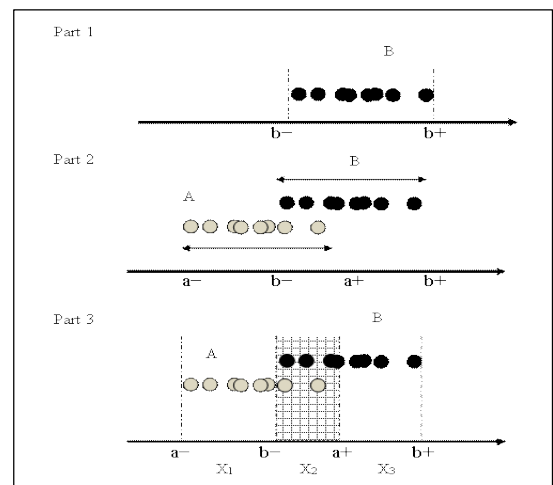 Part 1
B
b– b+
Part 2
B
A
a– b– a+ b+
Part 3
B
A
a– b– a+ b+
X₁ X₂ X₃